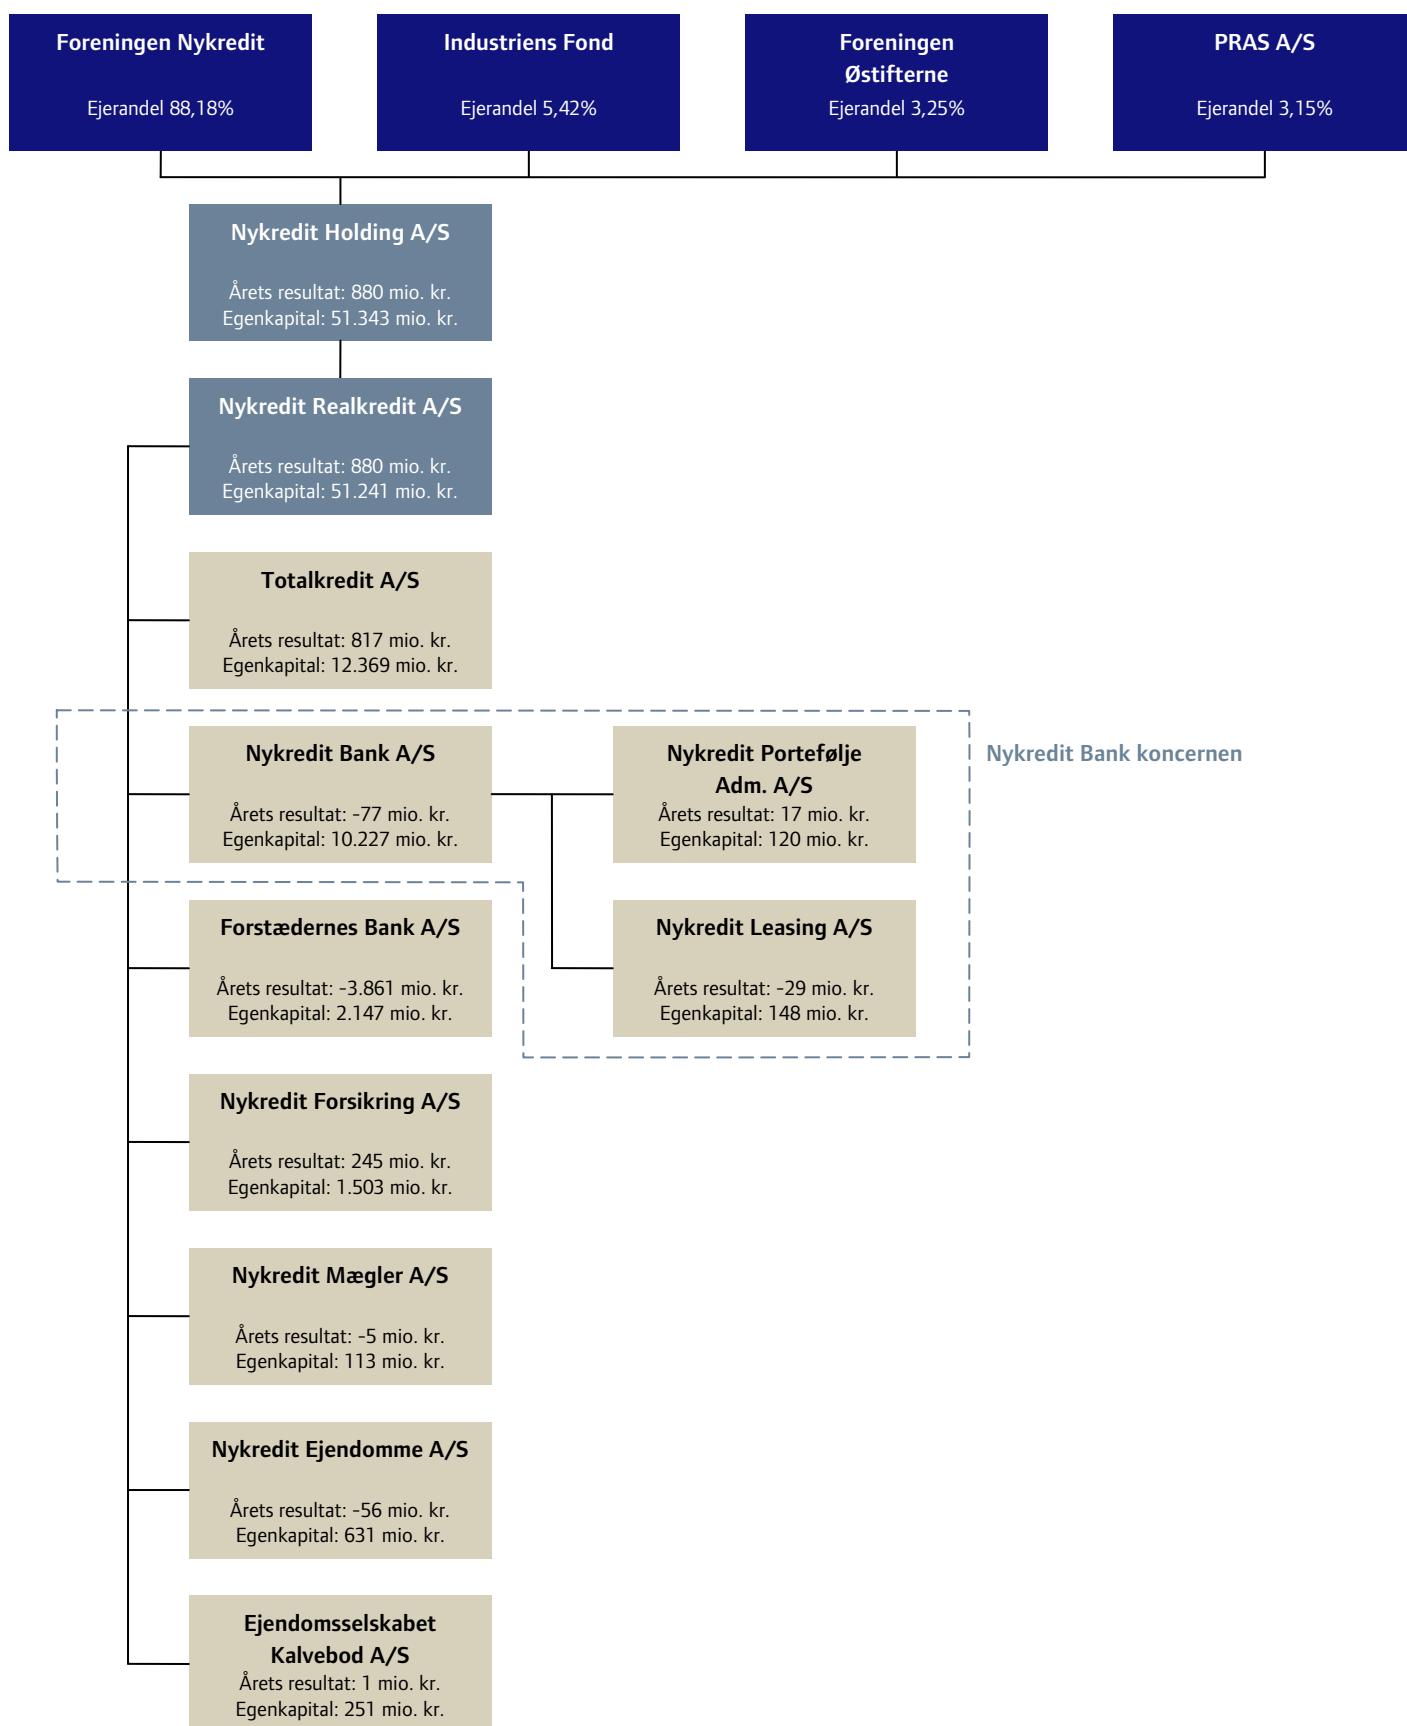 Foreningen Nykredit
Ejerandel 88,18%
Industriens Fond
Ejerandel 5,42%
Foreningen
Østifterne
Ejerandel 3,25%
PRAS A/S
Ejerandel 3,15%
Nykredit Holding A/S
Årets resultat: 880 mio. kr.
Egenkapital: 51.343 mio. kr.
Nykredit Realkredit A/S
Årets resultat: 880 mio. kr.
Egenkapital: 51.241 mio. kr.
Totalkredit A/S
Årets resultat: 817 mio. kr.
Egenkapital: 12.369 mio. kr.
Nykredit Bank A/S
Årets resultat: -77 mio. kr.
Egenkapital: 10.227 mio. kr.
Nykredit Portefølje
Adm. A/S
Årets resultat: 17 mio. kr.
Egenkapital: 120 mio. kr.
Nykredit Bank koncernen
Forstædernes Bank A/S
Årets resultat: -3.861 mio. kr.
Egenkapital: 2.147 mio. kr.
Nykredit Leasing A/S
Årets resultat: -29 mio. kr.
Egenkapital: 148 mio. kr.
Nykredit Forsikring A/S
Årets resultat: 245 mio. kr.
Egenkapital: 1.503 mio. kr.
Nykredit Mægler A/S
Årets resultat: -5 mio. kr.
Egenkapital: 113 mio. kr.
Nykredit Ejendomme A/S
Årets resultat: -56 mio. kr.
Egenkapital: 631 mio. kr.
Ejendomsselskabet
Kalvebod A/S
Årets resultat: 1 mio. kr.
Egenkapital: 251 mio. kr.